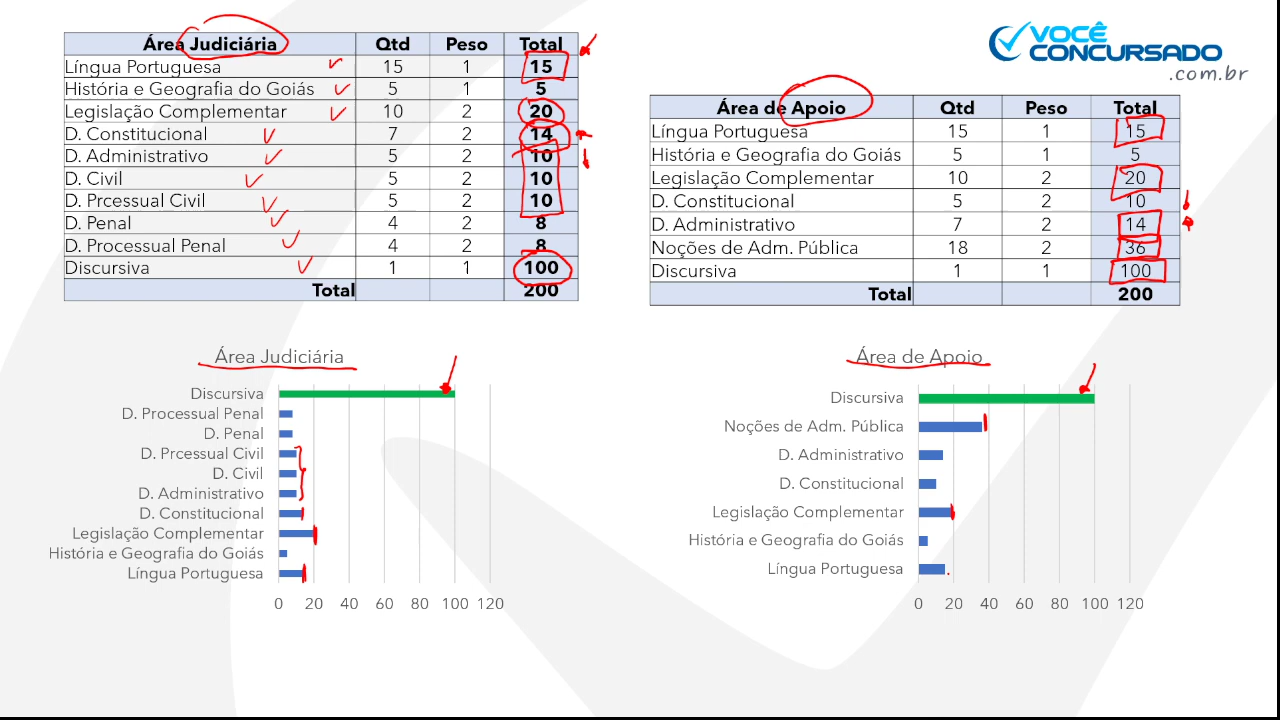 VOCÊ
CONCURSADO
.com.br
Área Judiciária Qtd Peso Total
Língua Portuguesa 15 1 15
História e Geografia do Goiás 5 1 5
Legislação Complementar 10 2 20
D. Constitucional 7 2 14
D. Administrativo 5 2 10
D. Civil 5 2 10
D. Prcessual Civil 5 2 10
D. Penal 4 2 8
D. Processual Penal 4 2 8
Discursiva 1 1 100
Total 200
Área de Apoio Qtd Peso Total
Língua Portuguesa 15 1 15
História e Geografia do Goiás 5 1 5
Legislação Complementar 10 2 20
D. Constitucional 5 2 10
D. Administrativo 7 2 14
Noções de Adm. Pública 18 2 36
Discursiva 1 1 100
Total 200
Área Judiciária
Discursiva
D. Processual Penal
D. Penal
D. Prcessual Civil
D. Civil
D. Administrativo
D. Constitucional
Legislação Complementar
História e Geografia do Goiás
Língua Portuguesa
0 20 40 60 80 100 120
Área de Apoio
Discursiva
Noções de Adm. Pública
D. Administrativo
D. Constitucional
Legislação Complementar
História e Geografia do Goiás
Língua Portuguesa
0 20 40 60 80 100 120